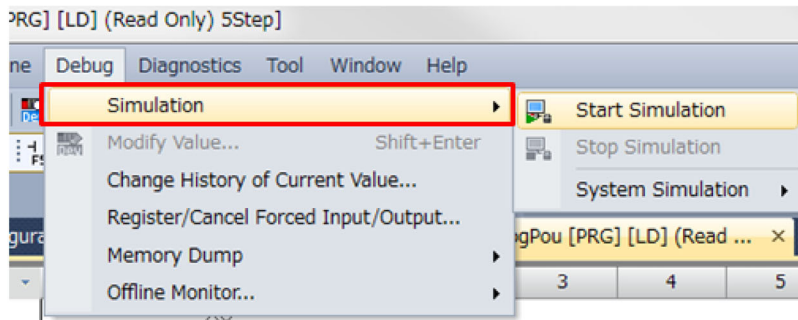 PRG] [LD] (Read Only) 5Step]
ne Debug Diagnostics Tool Window Help
Simulation
Start Simulation
Modify Value... Shift+Enter
Stop Simulation
Change History of Current Value...
System Simulation
Register/Cancel Forced Input/Output...
gura
ogPou [PRG] [LD] (Read ...
Memory Dump
3 4 5
Offline Monitor...